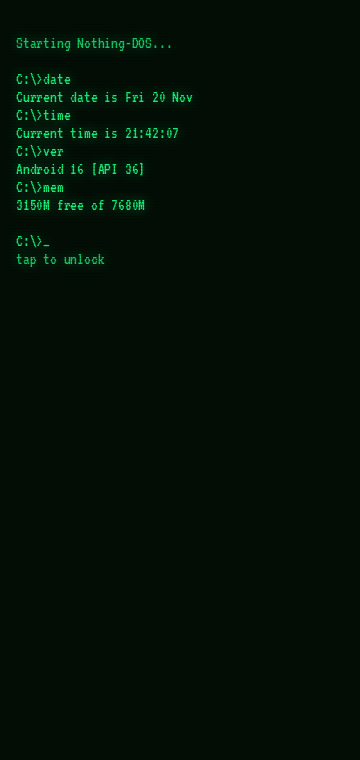 Starting Nothing-DOS...
C:\>date
Current date is Fri 20 Nov
C:\>time
Current time is 21:42:07
C:\>ver
Android 16 [API 36]
C:\>mem
3150M free of 7680M
C:\>_
tap to unlock